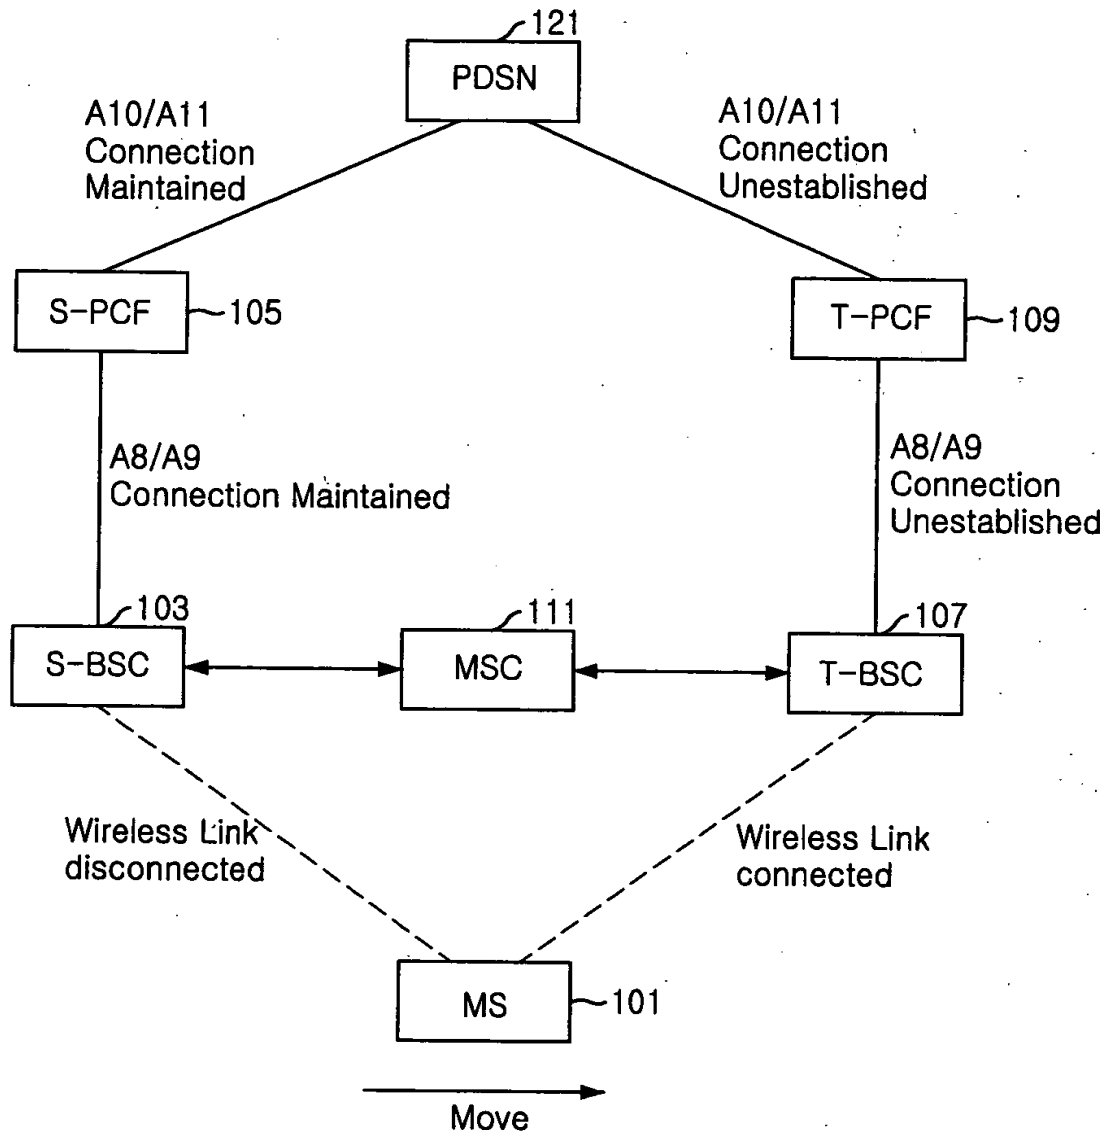 121
PDSN
A10/A11
Connection
Maintained
A10/A11
Connection
Unestablished
S-PCF
105
T-PCF
109
A8/A9
Connection Maintained
A8/A9
Connection
Unestablished
103
S-BSC
111
MSC
107
T-BSC
Wireless Link
disconnected
Wireless Link
connected
MS
101
Move